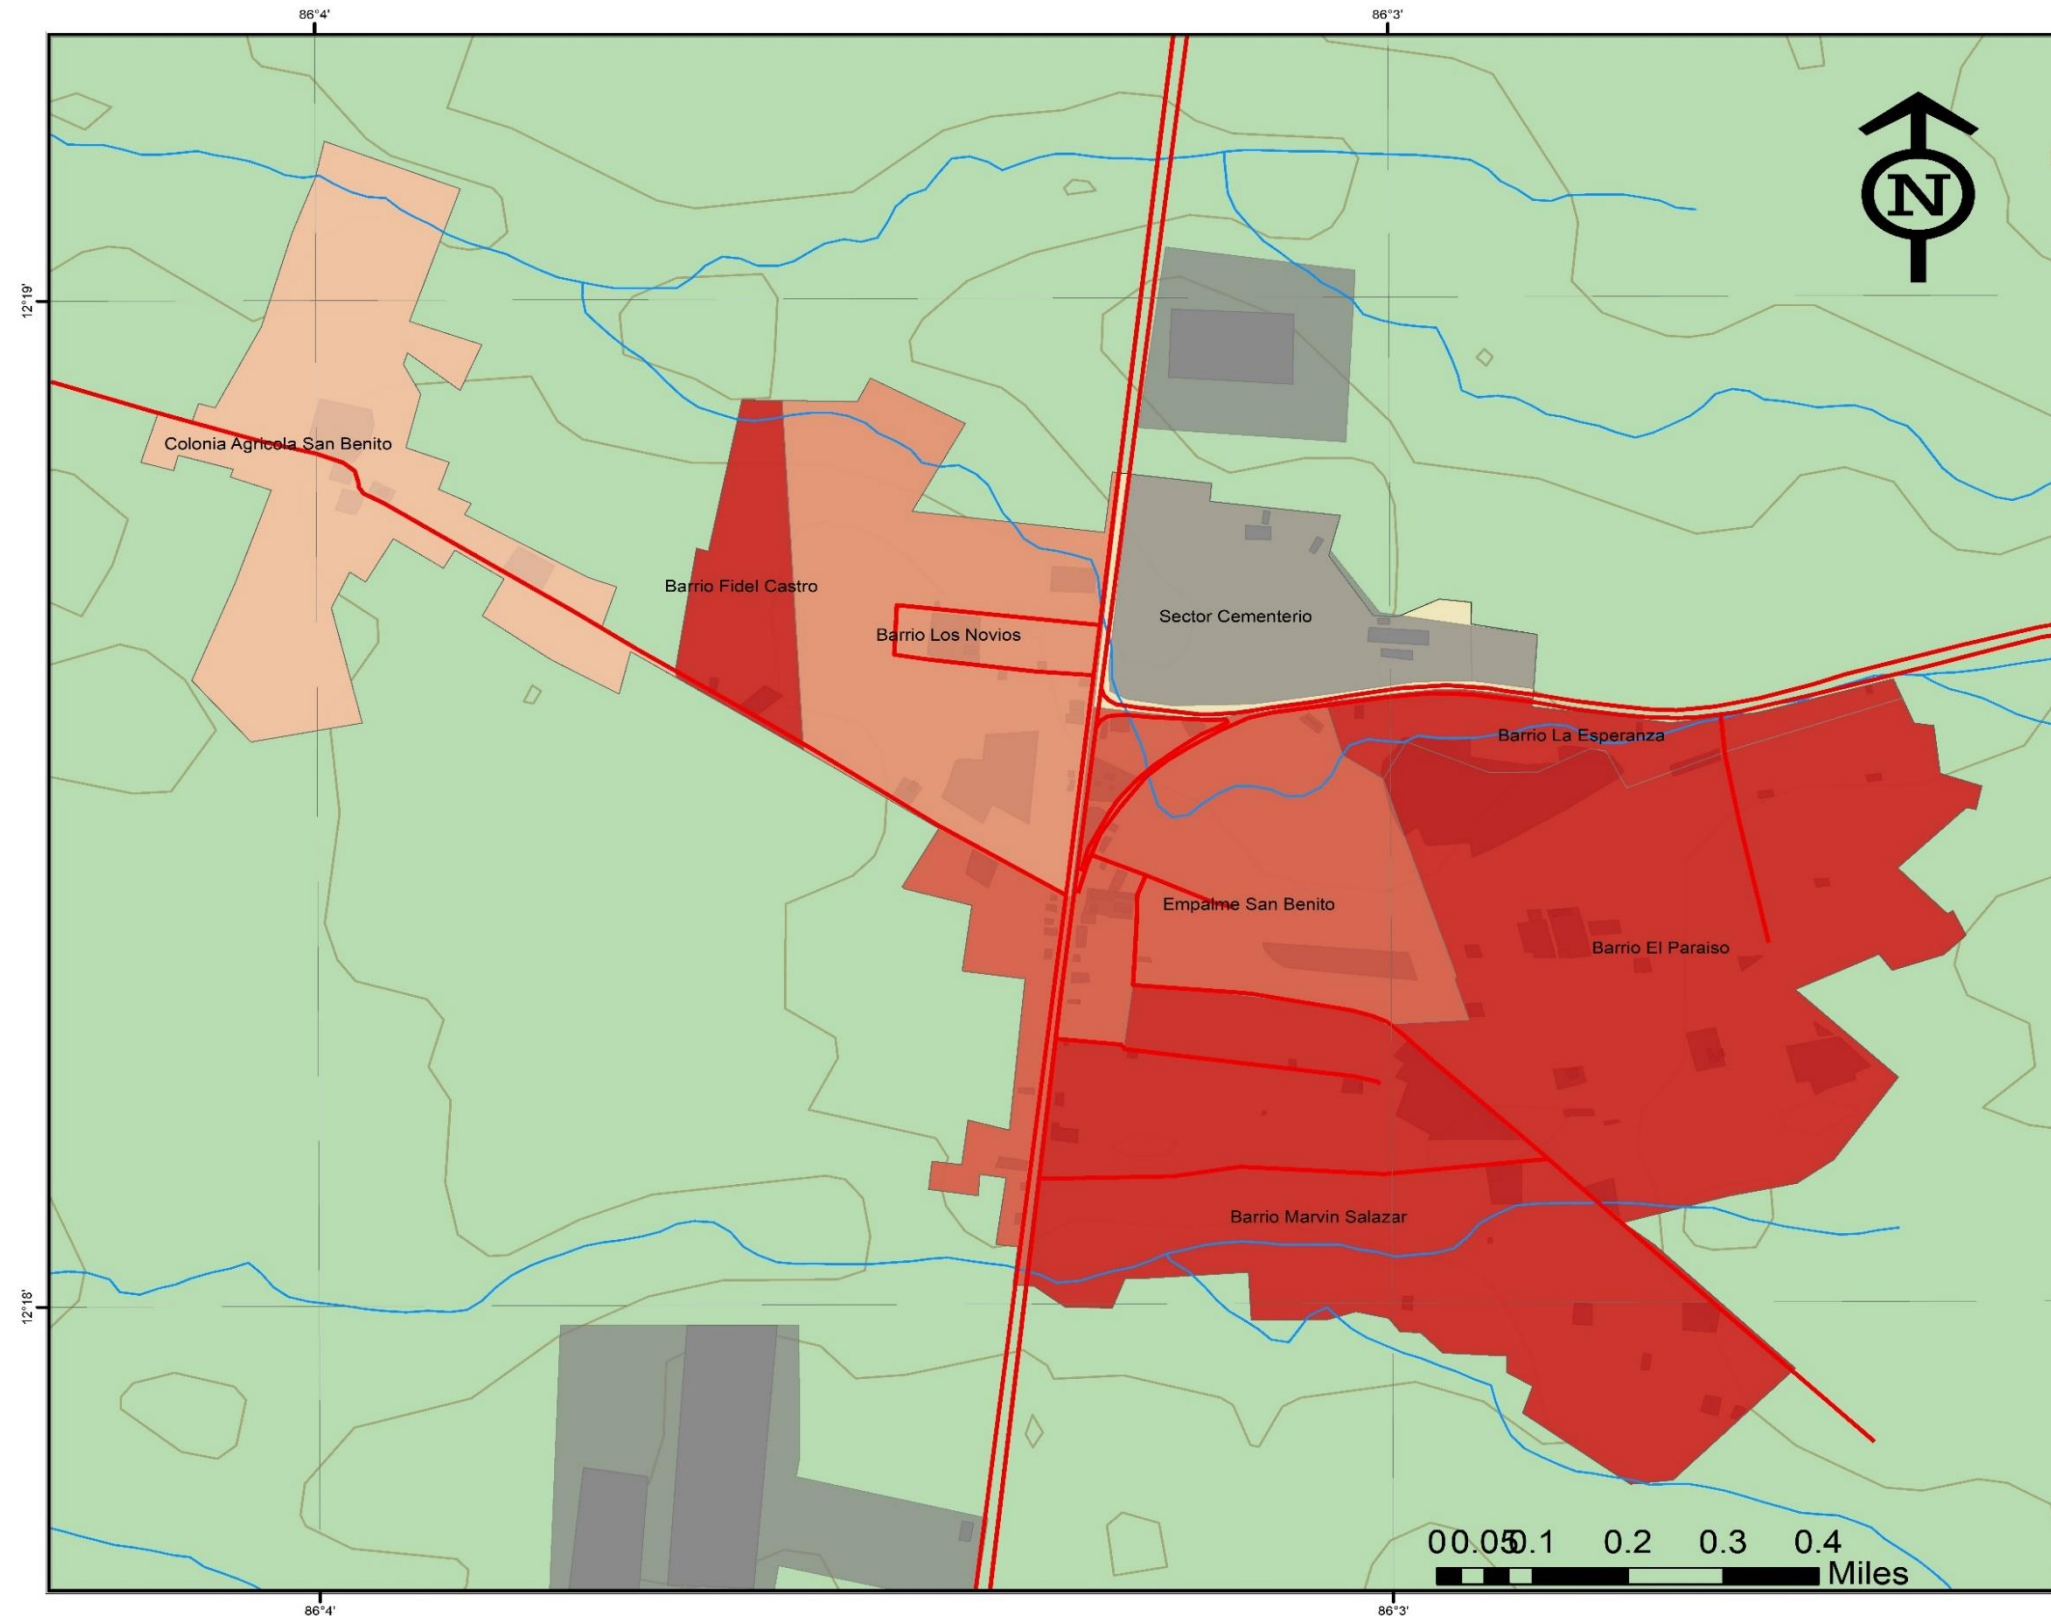 86°4'
86°3'
N
12°19'
Colonia Agricola San Benito
Barrio Fidel Castro
Sector Cementerio
Barrio Los Novios
Barrio La Esperanza
Empalme San Benito
Barrio El Paraiso
Barrio Marvin Salazar
12°18'
0 0.05 0.1 0.2 0.3 0.4
Miles
86°4'
86°3'